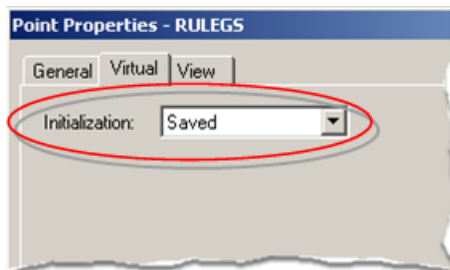 Point Properties - RULEGS
General Virtual View
Initialization: Saved